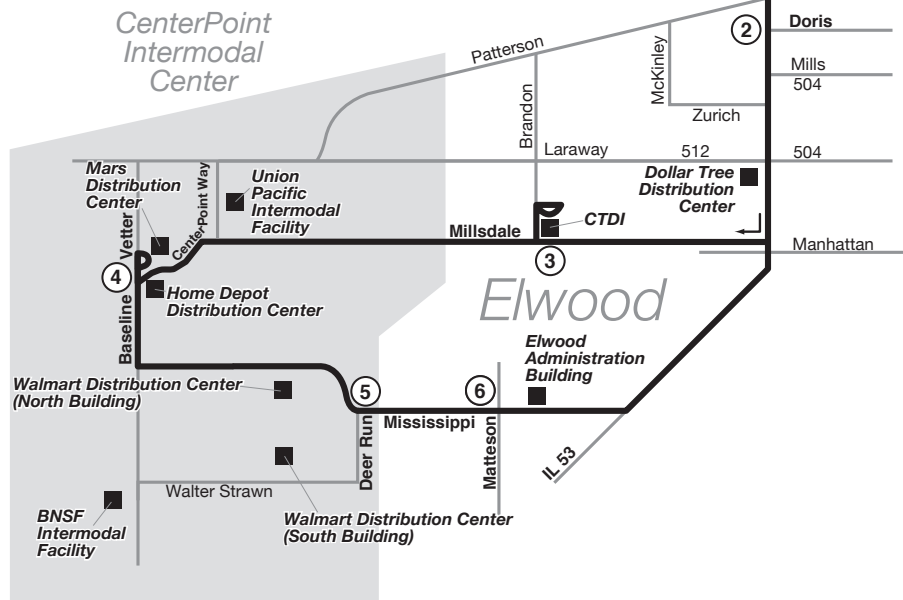 CenterPoint
Intermodal
Center
Patterson
McKinley
2
Doris
Mills
504
Brandon
Zurich
Laraway
512
504
Mars
Distribution
Center
CenterPoint Way
Union
Pacific
Intermodal
Facility
Dollar Tree
Distribution
Center
Vetter
CTDI
Millsdale
Manhattan
3
4
Home Depot
Distribution Center
Elwood
Baseline
Elwood
Administration
Building
Walmart Distribution Center
(North Building)
5
6
Mississippi
Deer Run
Matteson
IL 53
Walter Strawn
BNSF
Intermodal
Facility
Walmart Distribution Center
(South Building)